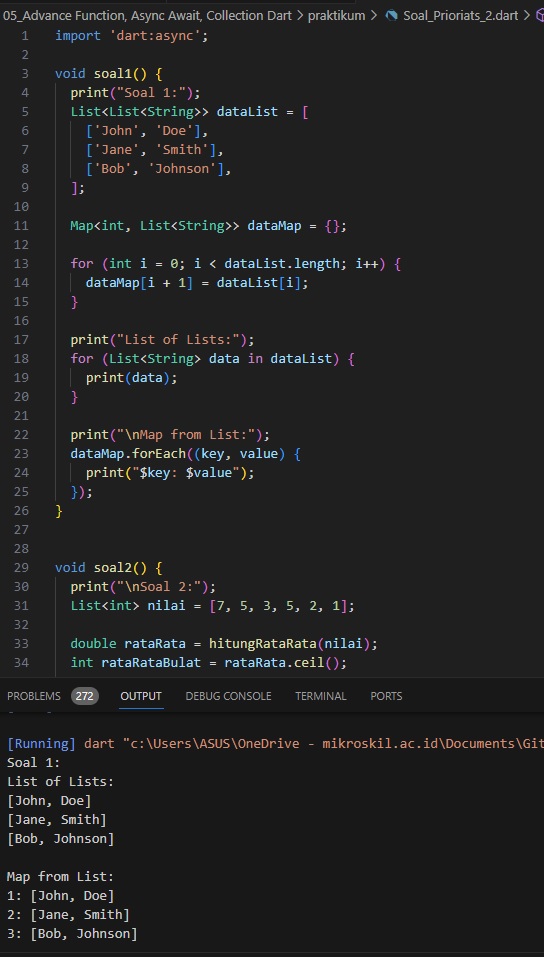 05_Advance Function, Async Await, Collection Dart > praktikum > Soal_Prioriats_2.dart >
1 import 'dart:async';
2
3 void soal1() {
4 print("Soal 1:");
5 List<List<String>> dataList = [
6 ['John', 'Doe'],
7 ['Jane', 'Smith'],
8 ['Bob', 'Johnson'],
9 ];
10
11 Map<int, List<String>> dataMap = {};
12
13 for (int i = 0; i < dataList.length; i++) {
14 dataMap[i + 1] = dataList[i];
15 }
16
17 print("List of Lists:");
18 for (List<String> data in dataList) {
19 print(data);
20 }
21
22 print("\nMap from List:");
23 dataMap.forEach((key, value) {
24 print("$key: $value");
25 });
26 }
27
28
29 void soal2() {
30 print("\nSoal 2:");
31 List<int> nilai = [7, 5, 3, 5, 2, 1];
32
33 double rataRata = hitungRataRata(nilai);
34 int rataRataBulat = rataRata.ceil();
PROBLEMS 272 OUTPUT DEBUG CONSOLE TERMINAL PORTS
[Running] dart "c:\Users\ASUS\OneDrive - mikroskil.ac.id\Documents\Git
Soal 1:
List of Lists:
[John, Doe]
[Jane, Smith]
[Bob, Johnson]
Map from List:
1: [John, Doe]
2: [Jane, Smith]
3: [Bob, Johnson]